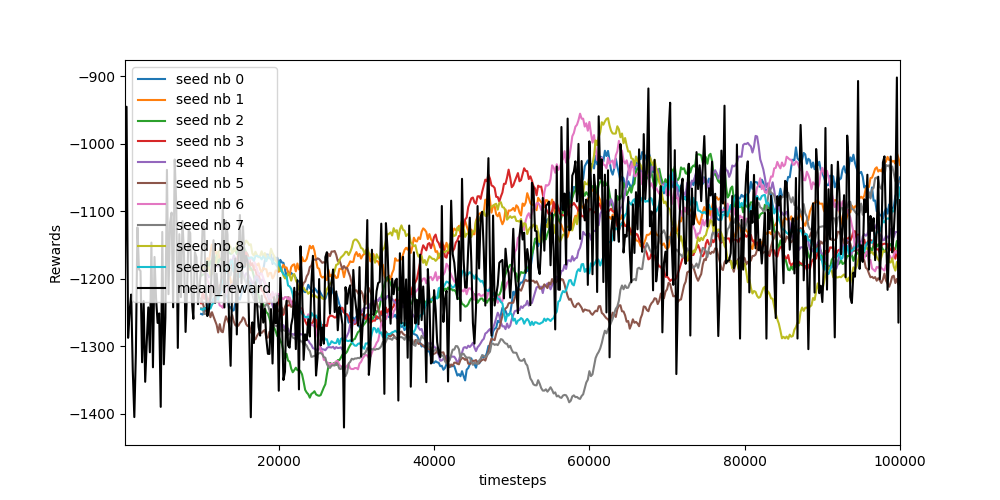 −900
−1000
−1100
−1200
−1300
−1400
Rewards
seed nb 0
seed nb 1
seed nb 2
seed nb 3
seed nb 4
seed nb 5
seed nb 6
seed nb 7
seed nb 8
seed nb 9
mean_reward
20000 40000 60000 80000 100000
timesteps